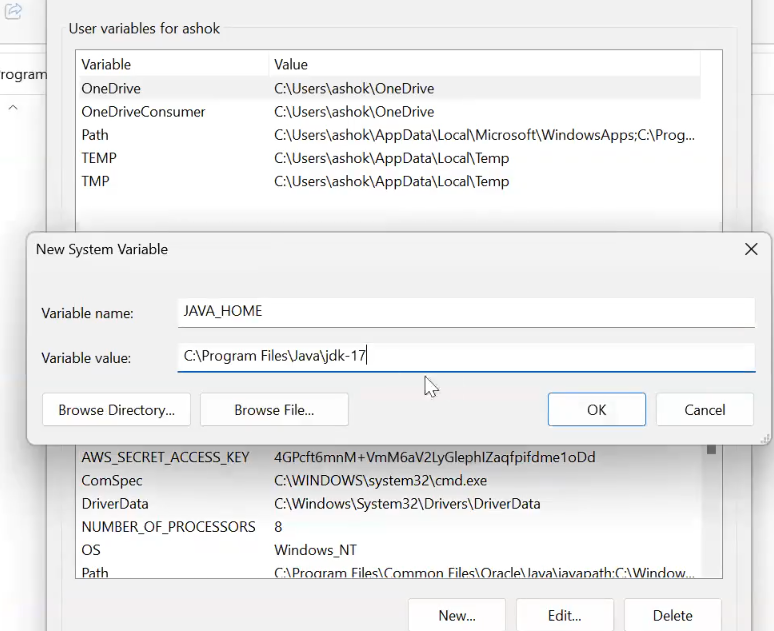 rogram
User variables for ashok
Variable Value
OneDrive C:\Users\ashok\OneDrive
OneDriveConsumer C:\Users\ashok\OneDrive
Path C:\Users\ashok\AppData\Local\Microsoft\WindowsApps;C:\Prog...
TEMP C:\Users\ashok\AppData\Local\Temp
TMP C:\Users\ashok\AppData\Local\Temp
New System Variable
Variable name: JAVA_HOME
Variable value: C:\Program Files\Java\jdk-17
Browse Directory... Browse File... OK Cancel
AWS_SECRET_ACCESS_KEY
ComSpec C:\WINDOWS\system32\cmd.exe
DriverData C:\Windows\System32\Drivers\DriverData
NUMBER_OF_PROCESSORS 8
OS Windows_NT
Path C:\Program Files\Common Files\Oracle\Java\javapath;C:\Window...
New... Edit... Delete